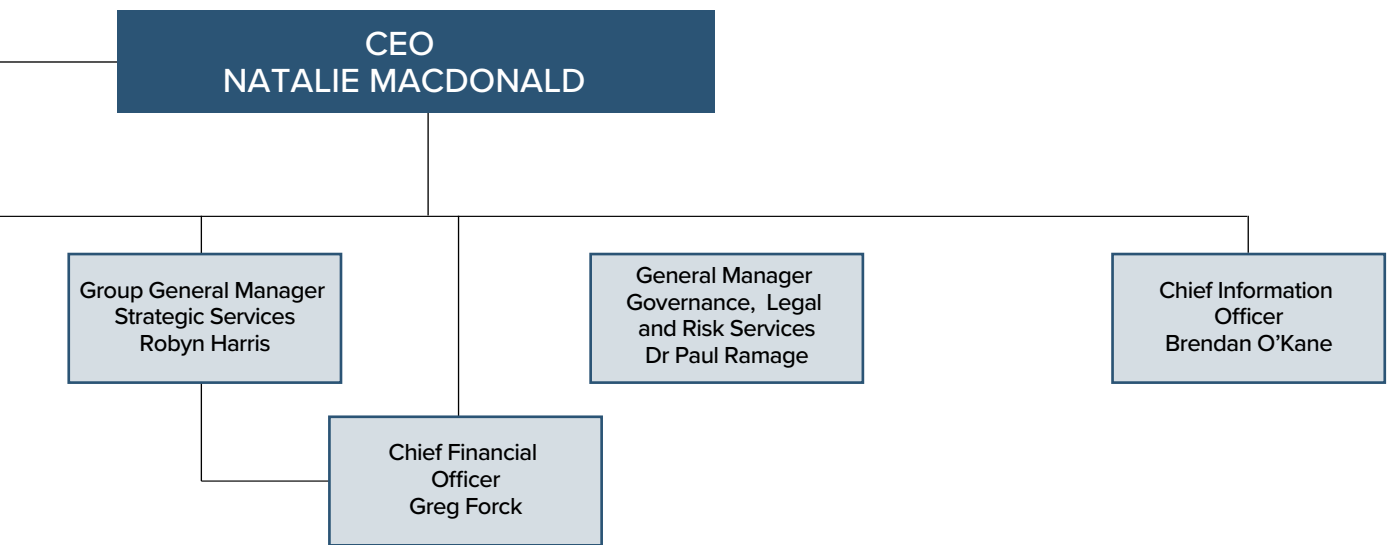 CEO
NATALIE MACDONALD
Group General Manager
Strategic Services
Robyn Harris
General Manager
Governance, Legal
and Risk Services
Dr Paul Ramage
Chief Information
Officer
Brendan O’Kane
Chief Financial
Officer
Greg Forck